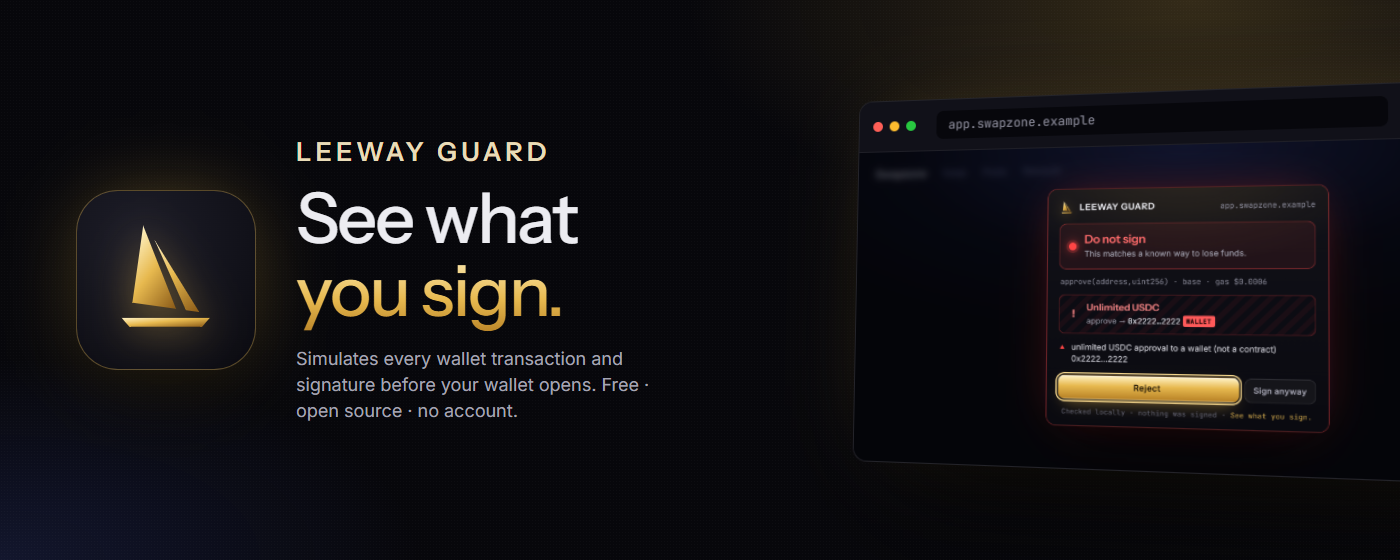 LEEWAY GUARD
See what
you sign.
Simulates every wallet transaction and
signature before your wallet opens. Free ·
open source · no account.
app.swapzone.example
LEEWAY GUARD
app.swapzone.example
Do not sign
This matches a known way to lose funds.
approve(address,uint256) · base · gas $0.0006
! Unlimited USDC
approve → 0x2222…2222 WALLET
unlimited USDC approval to a wallet (not a contract)
0x2222…2222
Reject
Sign anyway
Checked locally · nothing was signed · See what you sign.